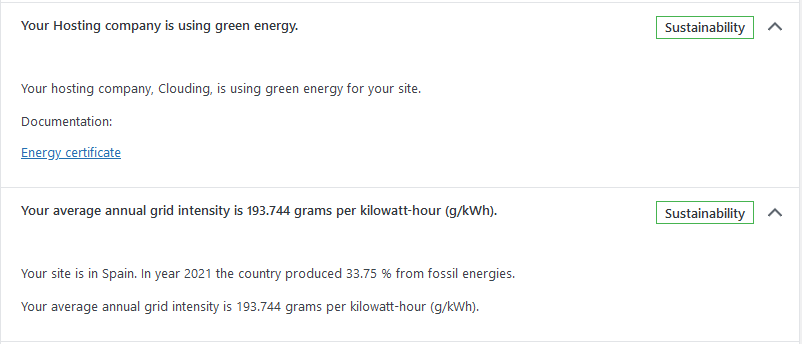 Your Hosting company is using green energy.
Sustainability
Your hosting company, Clouding, is using green energy for your site.
Documentation:
Energy certificate
Your average annual grid intensity is 193.744 grams per kilowatt-hour (g/kWh).
Sustainability
Your site is in Spain. In year 2021 the country produced 33.75 % from fossil energies.
Your average annual grid intensity is 193.744 grams per kilowatt-hour (g/kWh).